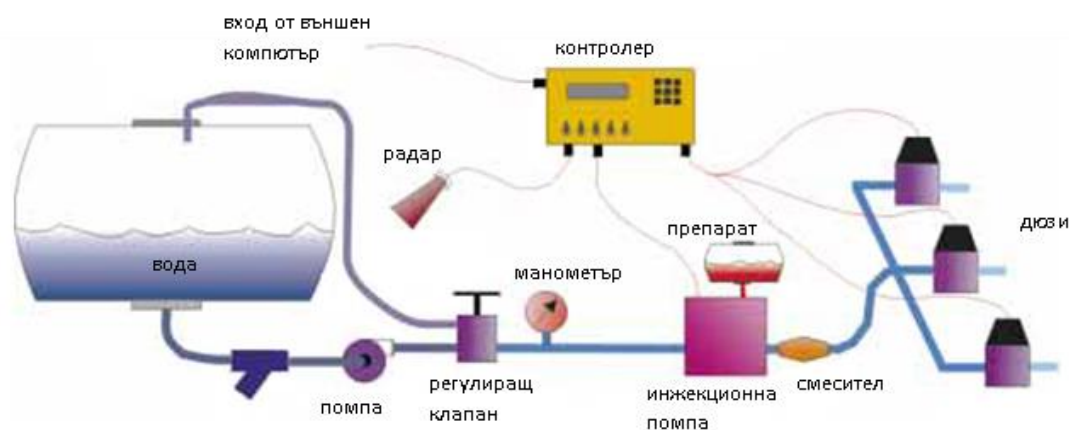 вход от външен
компютър
контролер
радар
препарат
дюзи
вода
манометър
помпа
регулиращ
клапан
инжекционна
помпа
смесител